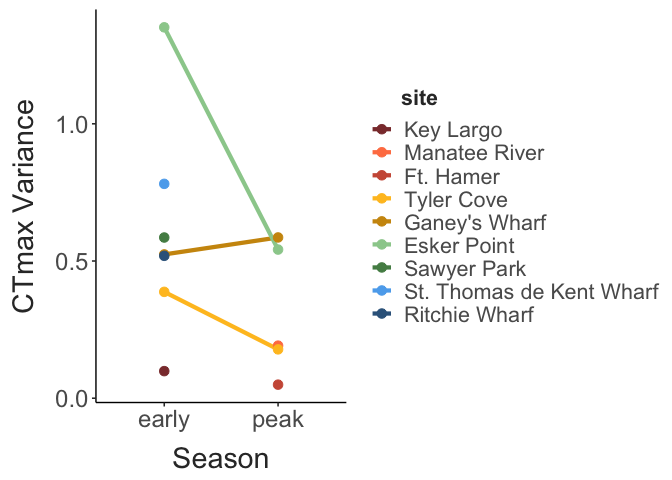 CTmax Variance
1.0
0.5
0.0
early peak
Season
site
Key Largo
Manatee River
Ft. Hamer
Tyler Cove
Ganey's Wharf
Esker Point
Sawyer Park
St. Thomas de Kent Wharf
Ritchie Wharf